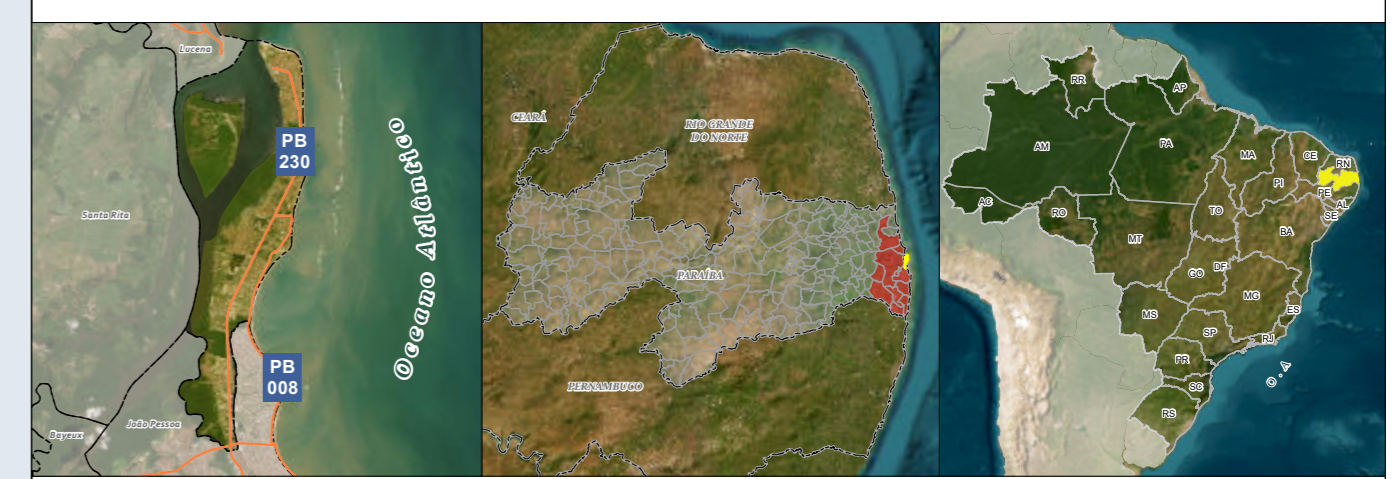 Lucena
PB
230
Santa Rita
Oceano Atlântico
PB
008
João Pessoa
Bayeux
CEARÁ
RIO GRANDE
DO NORTE
PARAÍBA
PERNAMBUCO
RR
AP
AM
PA
MA
CE
RN
PI
PE
AC
RO
TO
AL
SE
MT
BA
GO
DF
MG
MS
ES
SP
RJ
PR
O. A
SC
RS